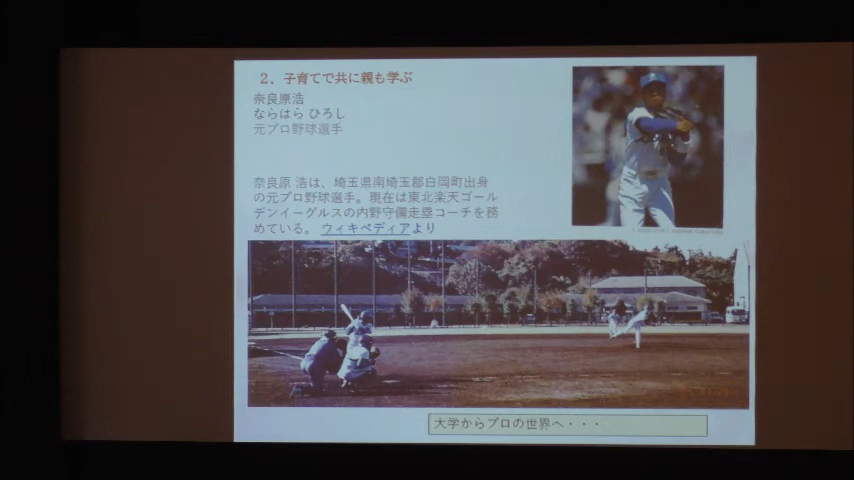 ２．子育てで共に親も学ぶ
奈良原浩
ならはら ひろし
元プロ野球選手
奈良原 浩は、埼玉県南埼玉郡白岡町出身
の元プロ野球選手。現在は東北楽天ゴール
デンイーグルスの内野守備走塁コーチを務
めている。 ウィキペディアより
大学からプロの世界へ・・・